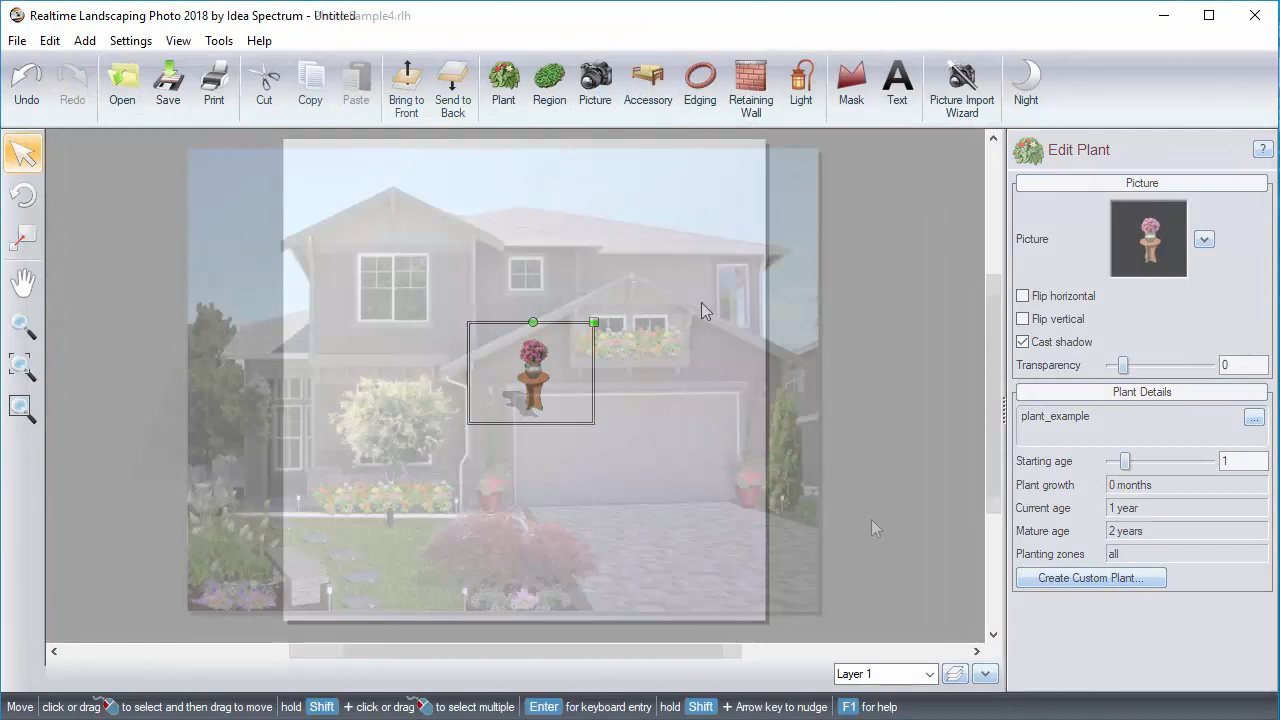 Realtime Landscaping Photo 2018 by Idea Spectrum -
File Edit Add Settings View Tools Help
Undo Redo Open Save Print Cut Copy Paste Bring to Front Send to Back Plant Region Picture Accessory Edging Retaining Wall Light Mask Text Picture Import Wizard Night
Edit Plant ?
Picture
Picture
Flip horizontal
Flip vertical
Cast shadow
Transparency 0
Plant Details
plant_example ...
Starting age 1
Plant growth 0 months
Current age 1 year
Mature age 2 years
Planting zones all
Create Custom Plant...
Layer 1
Move click or drag to select and then drag to move hold Shift + click or drag to select multiple Enter for keyboard entry hold Shift + Arrow key to nudge F1 for help